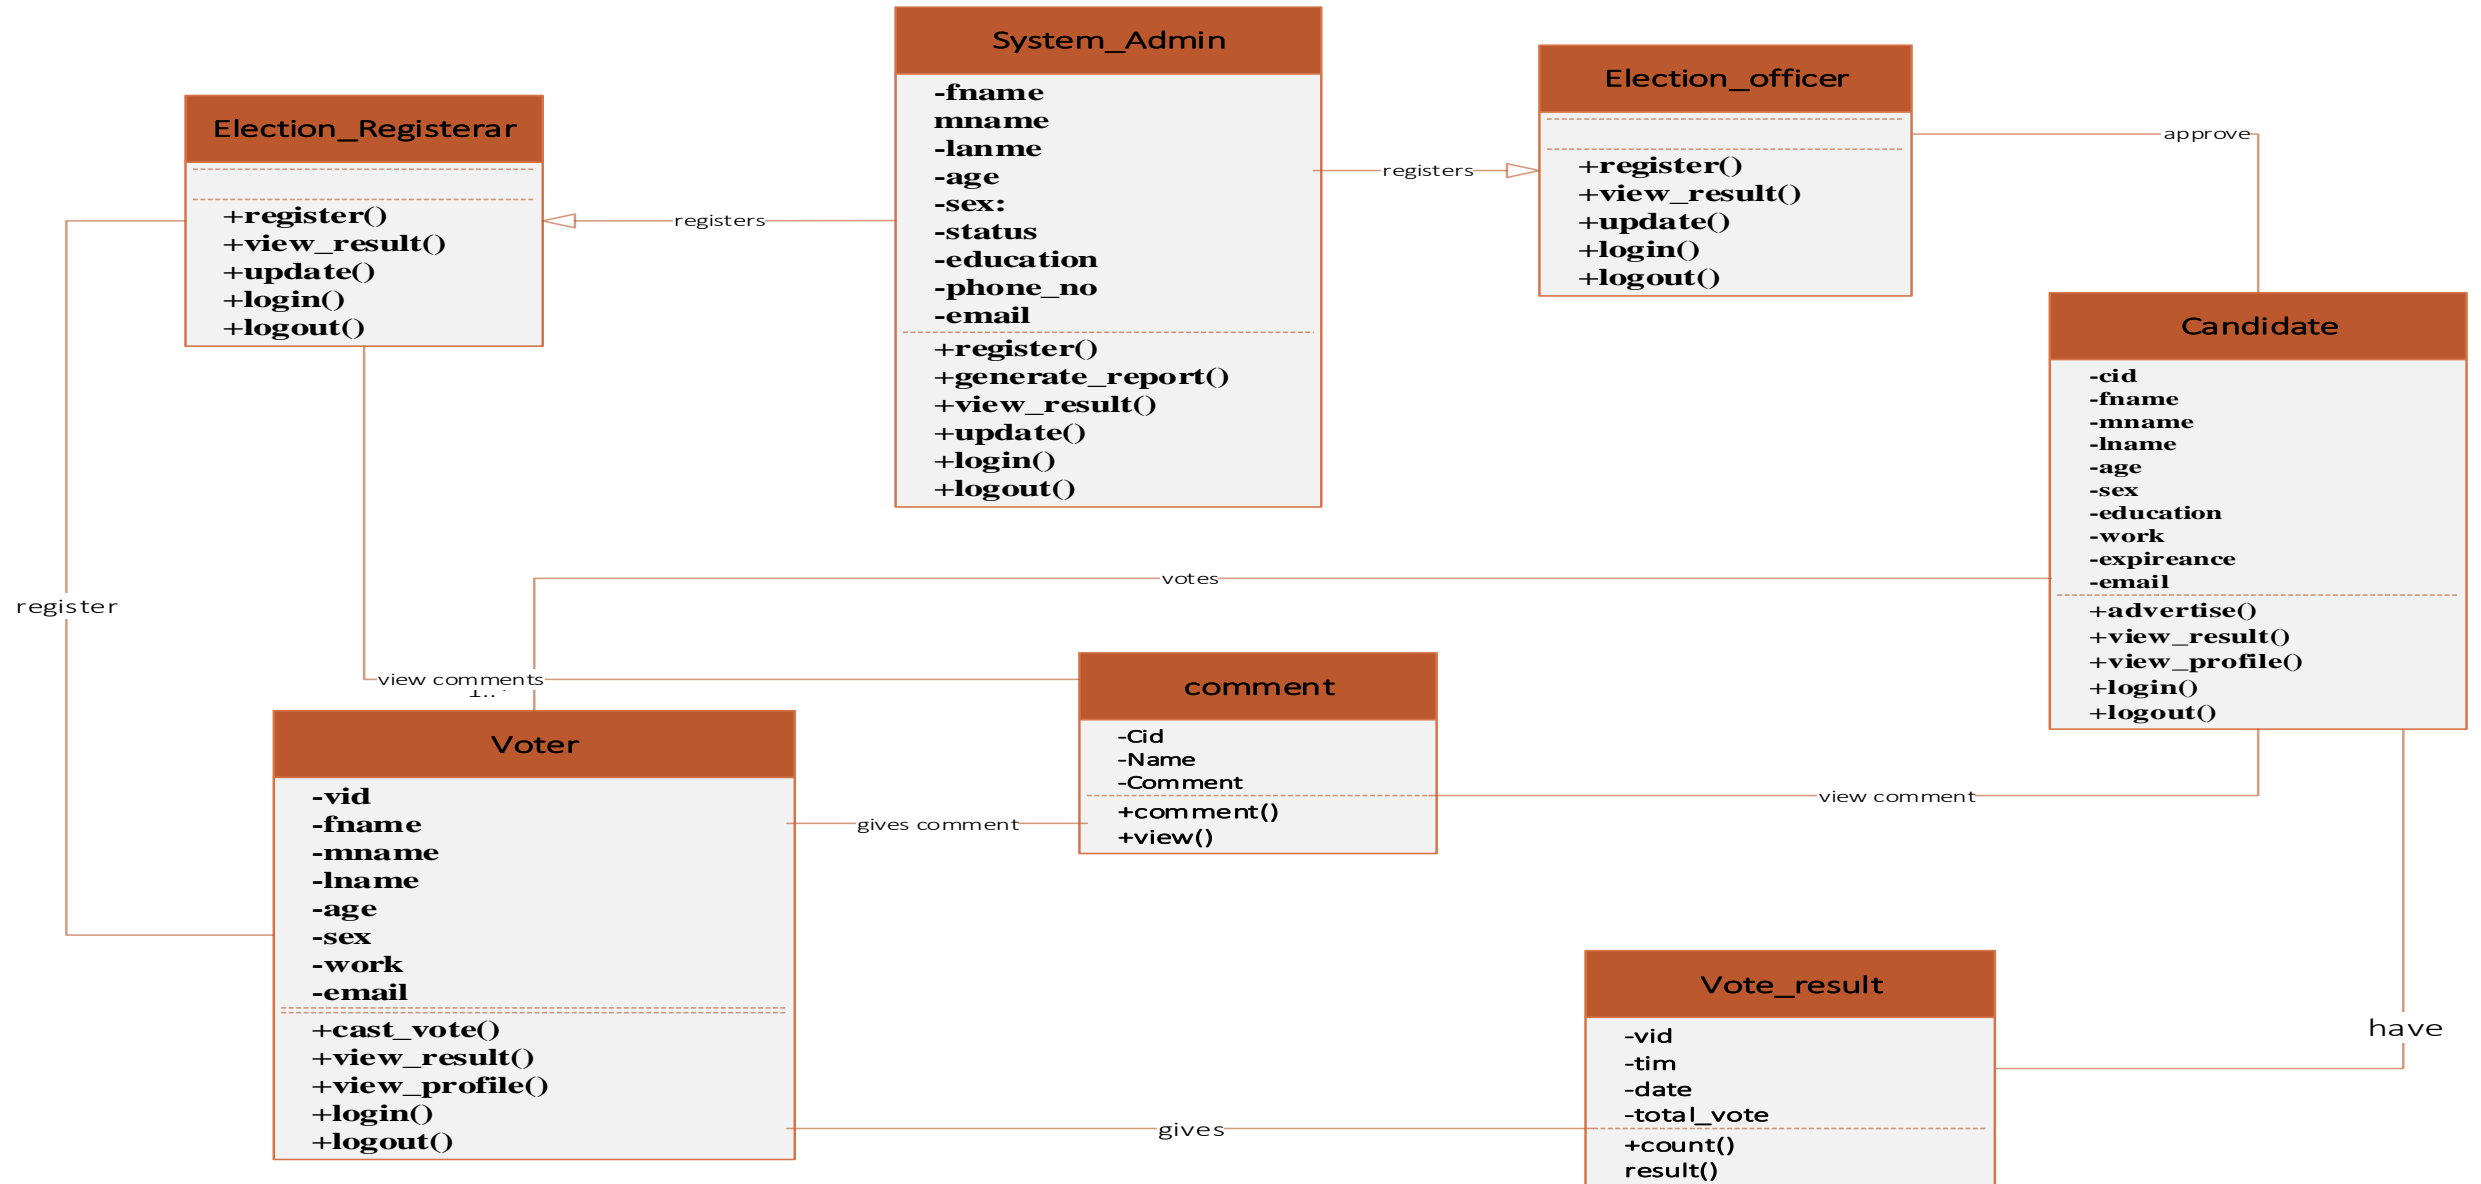 System_Admin
-fname
mname
-lanme
-age
-sex:
-status
-education
-phone_no
-email
+register()
+generate_report()
+view_result()
+update()
+login()
+logout()
Election_officer
+register()
+view_result()
+update()
+login()
+logout()
Election_Registerar
+register()
+view_result()
+update()
+login()
+logout()
registers
registers
approve
Candidate
-cid
-fname
-mname
-lname
-age
-sex
-education
-work
-expireance
-email
+advertise()
+view_result()
+view_profile()
+login()
+logout()
register
votes
view comments
comment
-Cid
-Name
-Comment
+comment()
+view()
Voter
-vid
-fname
-mname
-lname
-age
-sex
-work
-email
+cast_vote()
+view_result()
+view_profile()
+login()
+logout()
gives comment
view comment
have
Vote_result
-vid
-tim
-date
-total_vote
+count()
result()
gives